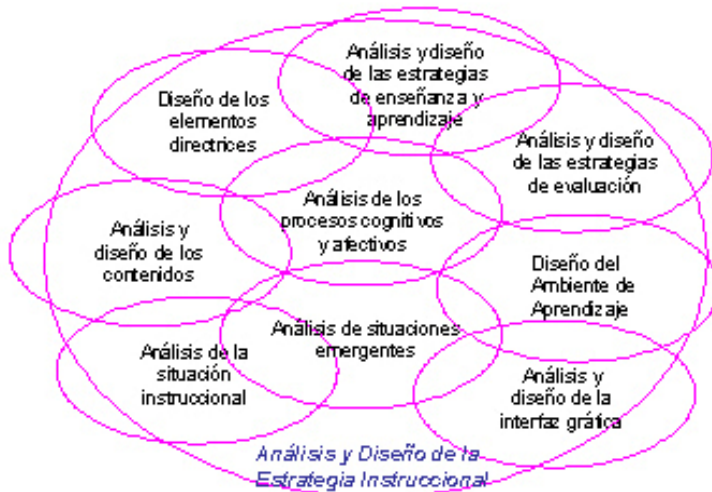 Análisis y diseño
de las estrategias
de enseñanza y
aprendizaje
Diseño de los
elementos
directrices
Análisis y diseño
de las estrategias
de evaluación
Análisis de los
procesos cognitivos
y afectivos
Análisis y
diseño de los
contenidos
Diseño del
Ambiente de
Aprendizaje
Análisis de situaciones
emergentes
Análisis de la
situación
instruccional
Análisis y
diseño de la
interfaz gráfica
Análisis y Diseño de la
Estrategia Instruccional